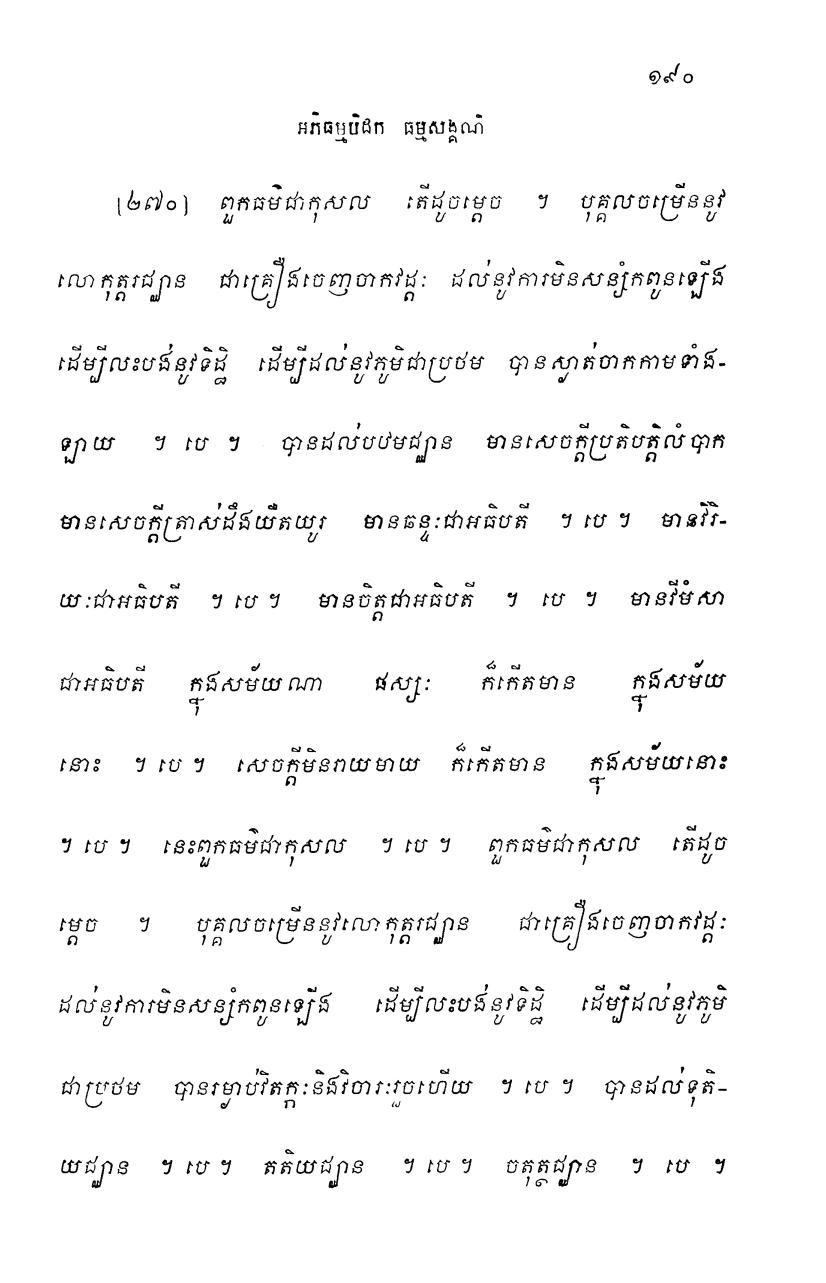 ១៩០
អភិធម្មបិដក ធម្មសង្គណិ
[២៧០] ពួកធម៌ជាកុសល តើដូចម្តេច ។ បុគ្គលចម្រើននូវ
លោកុត្តរជ្ឈាន ជាគ្រឿងចេញចាកវដ្តៈ ដល់នូវការមិនសន្សំកពូនឡើង
ដើម្បីលះបង់នូវទិដ្ឋិ ដើម្បីដល់នូវភូមិជាប្រថម បានស្ងាត់ចាកកាមទាំង-
ឡាយ ។ បេ ។ បានដល់បឋមជ្ឈាន មានសេចក្តីប្រតិបត្តិលំបាក
មានសេចក្តីត្រាស់ដឹងយឺតយូរ មានឆន្ទៈជាអធិបតី ។ បេ ។ មានវីរិ-
យៈជាអធិបតី ។ បេ ។ មានចិត្តជាអធិបតី ។ បេ ។ មានវីមំសា
ជាអធិបតី ក្នុងសម័យណា ផស្សៈ ក៏កើតមាន ក្នុងសម័យ
នោះ ។ បេ ។ សេចក្តីមិនរាយមាយ ក៏កើតមាន ក្នុងសម័យនោះ
។ បេ ។ នេះពួកធម៌ជាកុសល ។ បេ ។ ពួកធម៌ជាកុសល តើដូច
ម្តេច ។ បុគ្គលចម្រើននូវលោកុត្តរជ្ឈាន ជាគ្រឿងចេញចាកវដ្តៈ
ដល់នូវការមិនសន្សំកពូនឡើង ដើម្បីលះបង់នូវទិដ្ឋិ ដើម្បីដល់នូវភូមិ
ជាប្រថម បានរម្ងាប់វិតក្កៈនិងវិចារៈរួចហើយ ។ បេ ។ បានដល់ទុតិ-
យជ្ឈាន ។ បេ ។ តតិយជ្ឈាន ។ បេ ។ ចតុត្ថជ្ឈាន ។ បេ ។